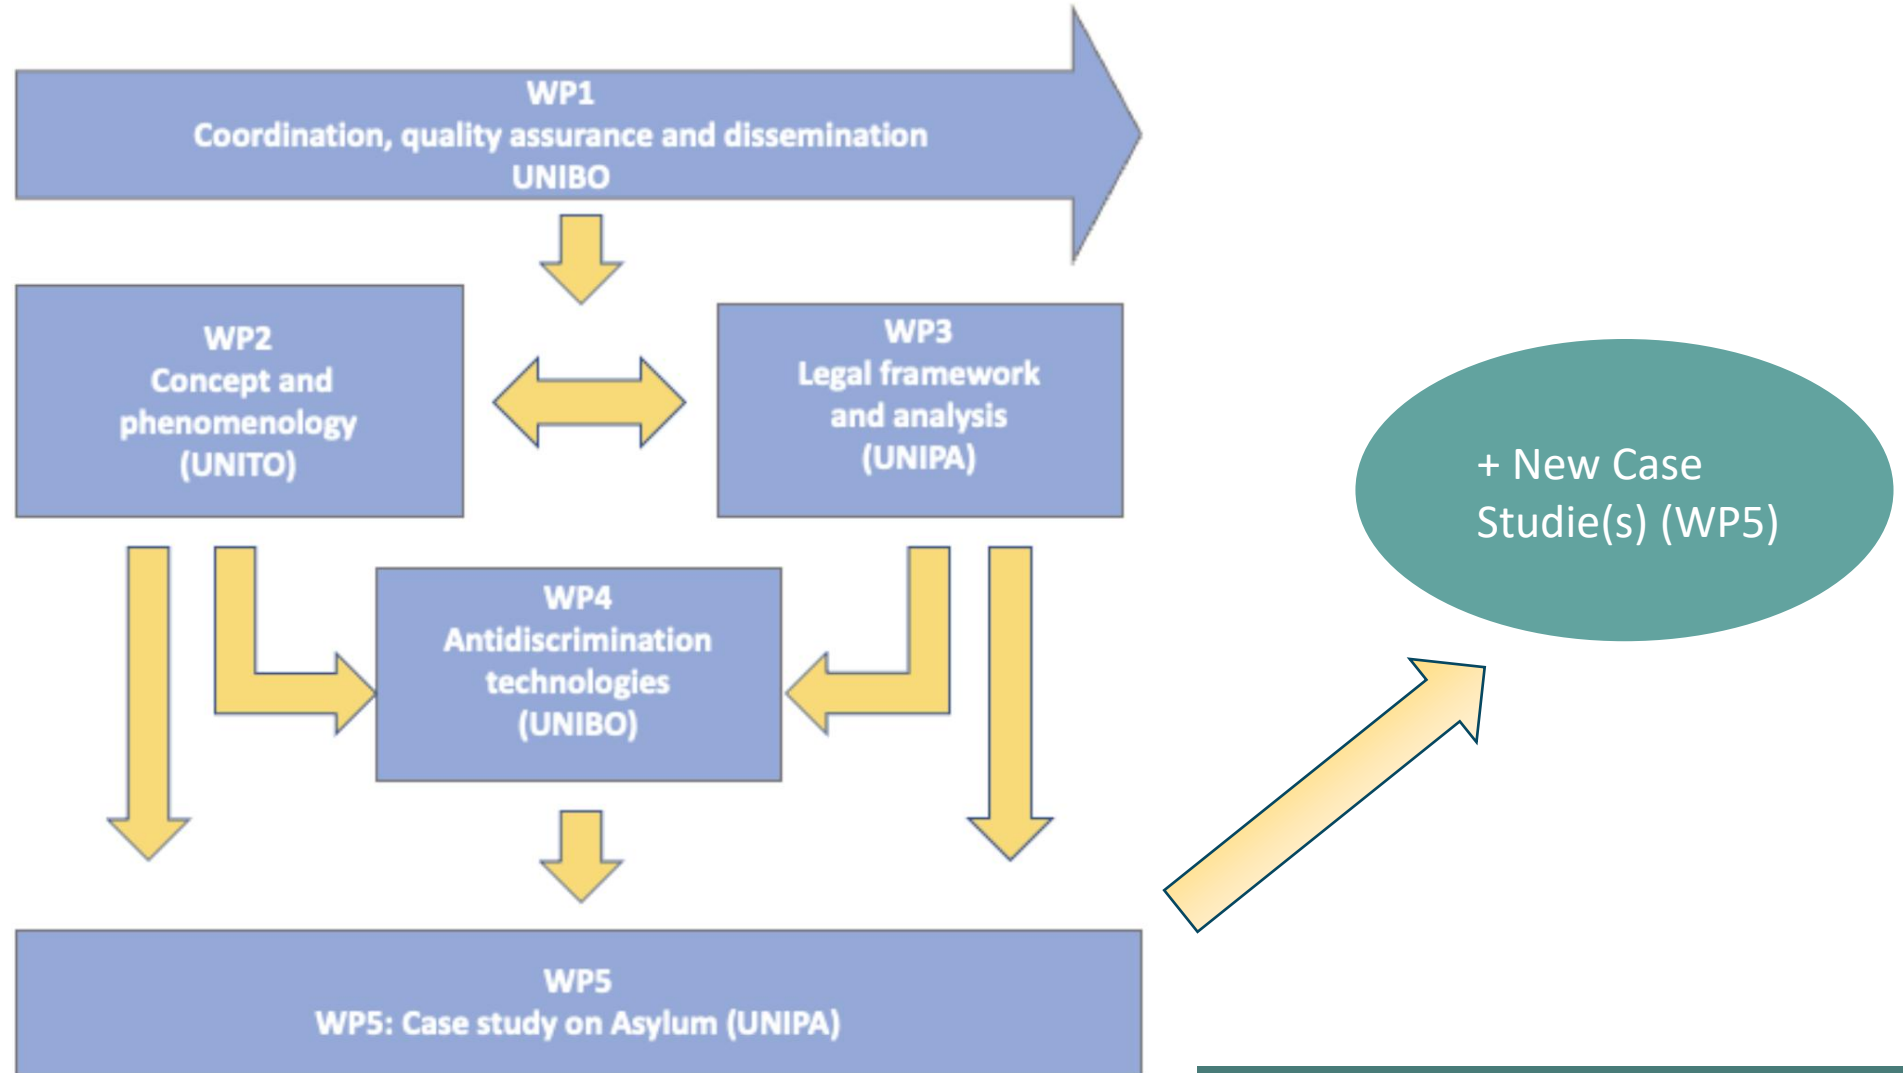 WP1
Coordination, quality assurance and dissemination
UNIBO
WP2
Concept and
phenomenology
(UNITO)
WP3
Legal framework
and analysis
(UNIPA)
+ New Case
Studie(s) (WP5)
WP4
Antidiscrimination
technologies
(UNIBO)
WP5
WP5: Case study on Asylum (UNIPA)